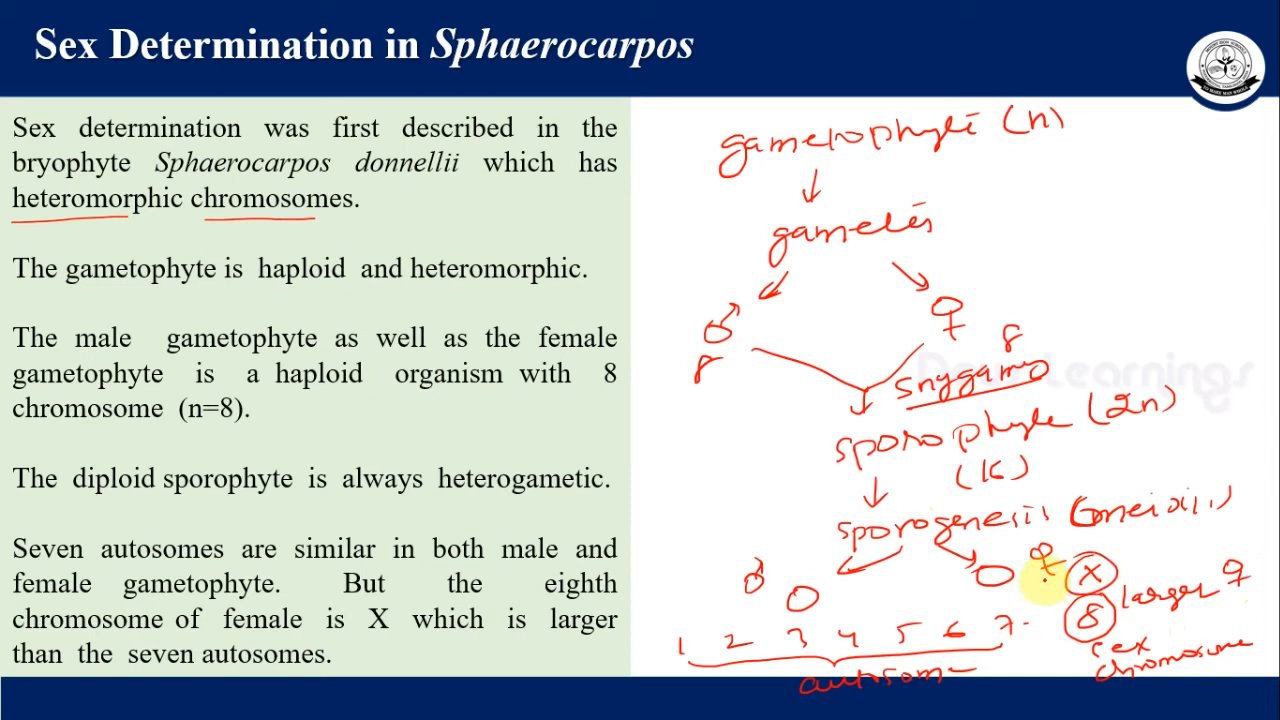 Sex Determination in Sphaerocarpos
Sex determination was first described in the
bryophyte Sphaerocarpos donnellii which has
heteromorphic chromosomes.
The gametophyte is haploid and heteromorphic.
The male gametophyte as well as the female
gametophyte is a haploid organism with 8
chromosome (n=8).
The diploid sporophyte is always heterogametic.
Seven autosomes are similar in both male and
female gametophyte. But the eighth
chromosome of female is X which is larger
than the seven autosomes.
gametophyte (n)
↓
gametes
♂ ♀
8 8
snygamy
sporophyte (2n)
(16)
↓
sporogenesis (meiosis)
♂ ♀ X
larger ♀
1 2 3 4 5 6 7 8
autosome
sex
chromosome
Learnings